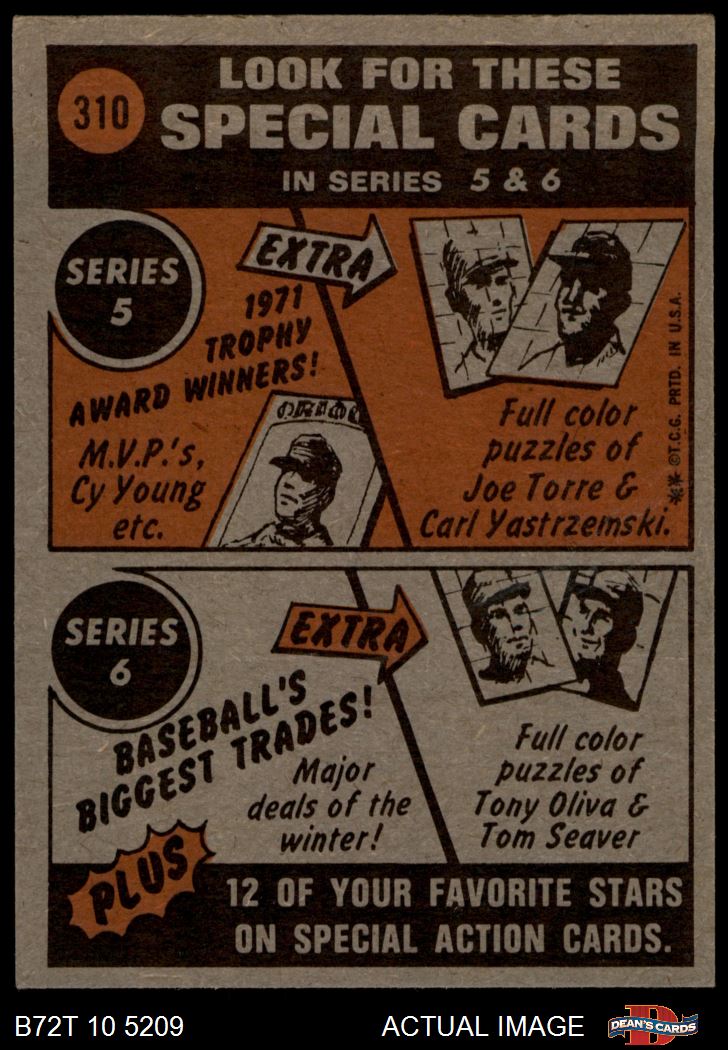 310
LOOK FOR THESE
SPECIAL CARDS
IN SERIES 5 & 6
SERIES
5
EXTRA
1971
TROPHY
AWARD WINNERS!
M.V.P.'s,
Cy Young
etc.
Full color
puzzles of
Joe Torre &
Carl Yastrzemski.
** ©T.C.G. PRTD. IN U.S.A.
SERIES
6
EXTRA
BASEBALL'S
BIGGEST TRADES!
Major
deals of the
winter!
Full color
puzzles of
Tony Oliva &
Tom Seaver
PLUS
12 OF YOUR FAVORITE STARS
ON SPECIAL ACTION CARDS.
B72T 10 5209
ACTUAL IMAGE
DEAN'S CARDS